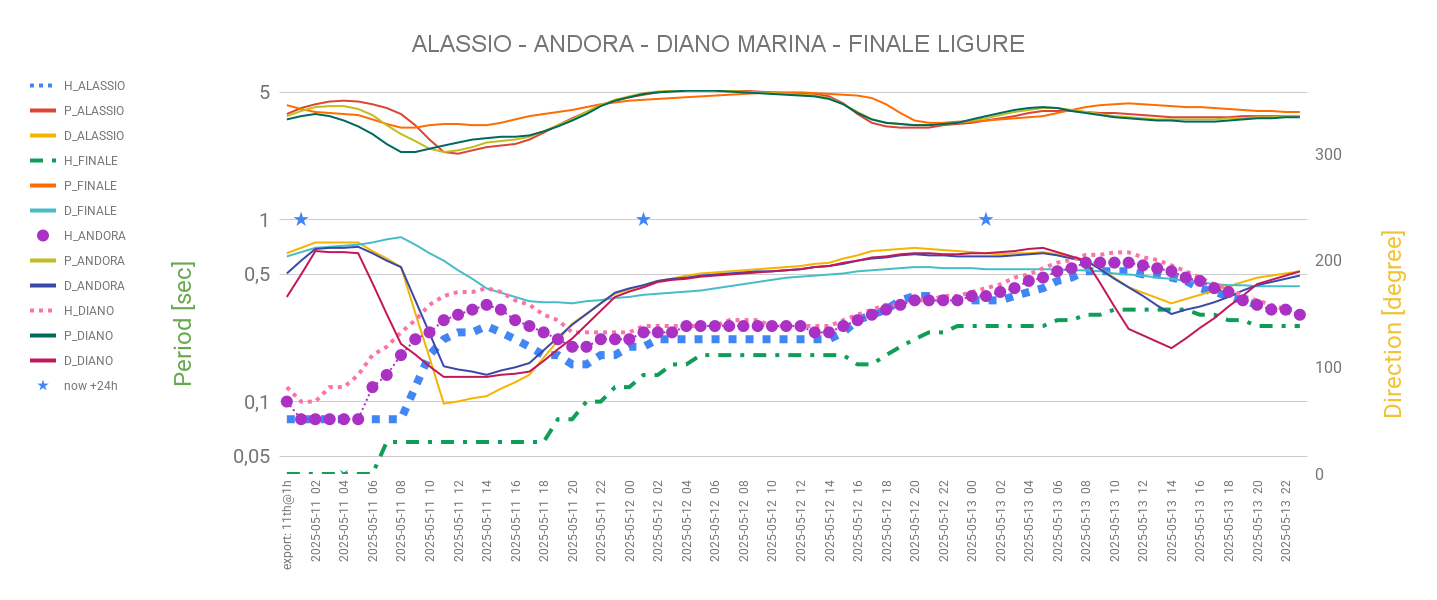 ALASSIO - ANDORA - DIANO MARINA - FINALE LIGURE
H_ALASSIO
P_ALASSIO
D_ALASSIO
H_FINALE
P_FINALE
D_FINALE
H_ANDORA
P_ANDORA
D_ANDORA
H_DIANO
P_DIANO
D_DIANO
now +24h
Period [sec]
5
1
0,5
0,1
0,05
300
200
100
0
Direction [degree]
export: 11th@1h
2025-05-11 02
2025-05-11 04
2025-05-11 06
2025-05-11 08
2025-05-11 10
2025-05-11 12
2025-05-11 14
2025-05-11 16
2025-05-11 18
2025-05-11 20
2025-05-11 22
2025-05-12 00
2025-05-12 02
2025-05-12 04
2025-05-12 06
2025-05-12 08
2025-05-12 10
2025-05-12 12
2025-05-12 14
2025-05-12 16
2025-05-12 18
2025-05-12 20
2025-05-12 22
2025-05-13 00
2025-05-13 02
2025-05-13 04
2025-05-13 06
2025-05-13 08
2025-05-13 10
2025-05-13 12
2025-05-13 14
2025-05-13 16
2025-05-13 18
2025-05-13 20
2025-05-13 22